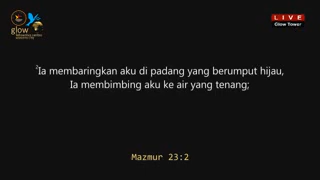 glow
LIVE
Glow Tower
2Ia membaringkan aku di padang yang berumput hijau,
Ia membimbing aku ke air yang tenang;
Mazmur 23:2